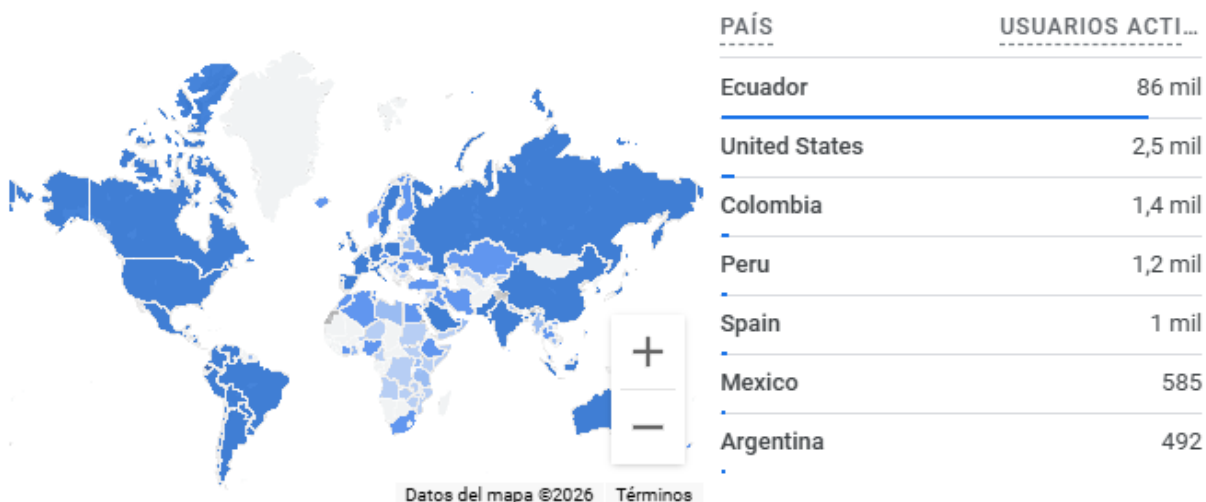 PAÍS USUARIOS ACTI...
Ecuador 86 mil
United States 2,5 mil
Colombia 1,4 mil
Peru 1,2 mil
Spain 1 mil
Mexico 585
Argentina 492
+
−
Datos del mapa ©2026 Términos